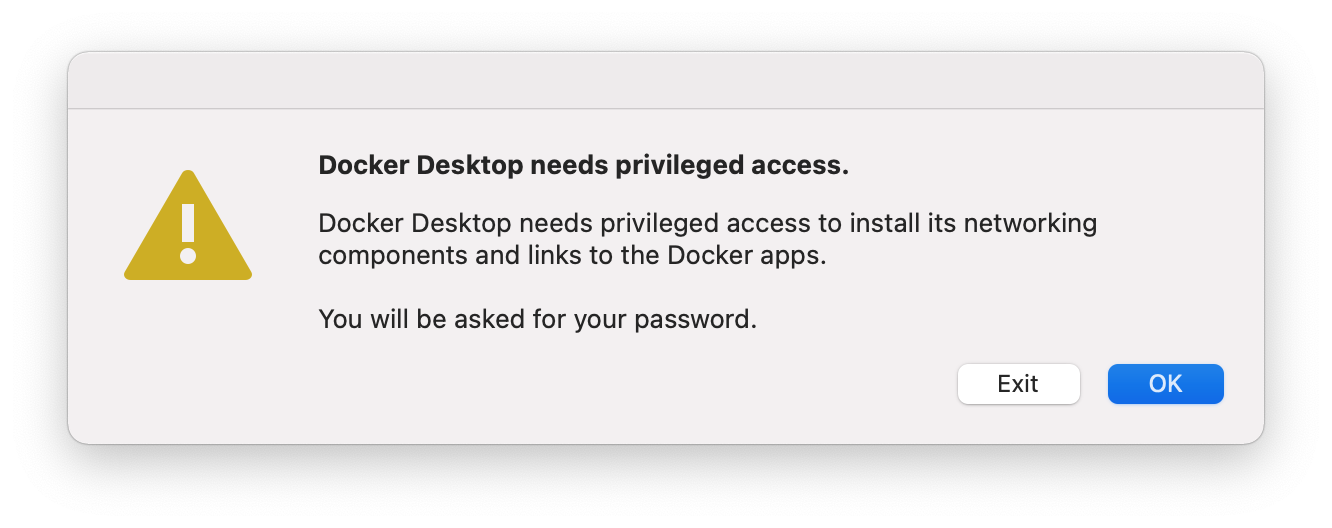 Docker Desktop needs privileged access.
Docker Desktop needs privileged access to install its networking
components and links to the Docker apps.
You will be asked for your password.
Exit
OK